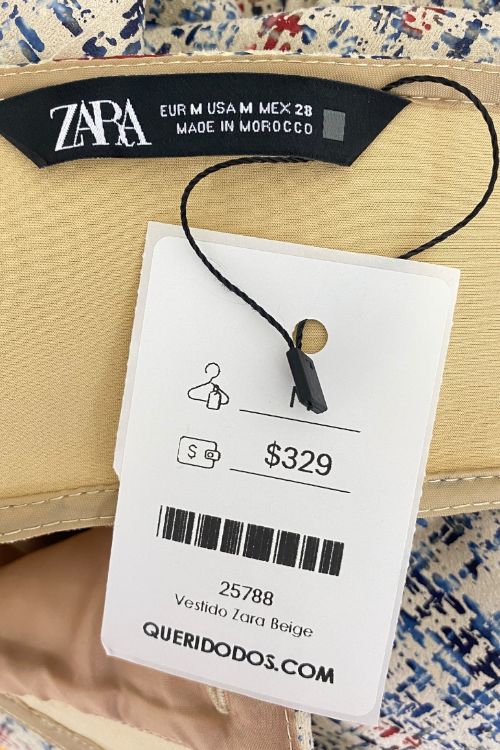 ZARA
EUR M USA M MEX 28
MADE IN MOROCCO
$
$329
25788
Vestido Zara Beige
QUERIDODOS.COM